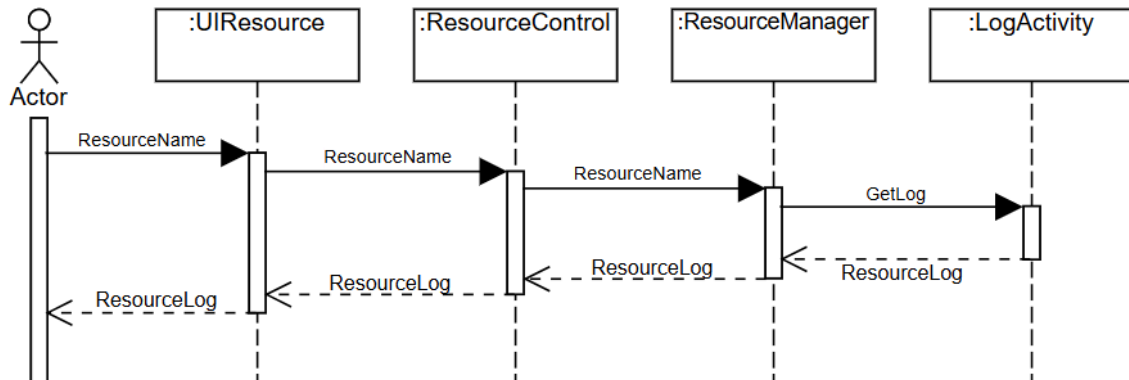 :UIResource
:ResourceControl
:ResourceManager
:LogActivity
Actor
ResourceName
ResourceName
ResourceName
GetLog
ResourceLog
ResourceLog
ResourceLog
ResourceLog